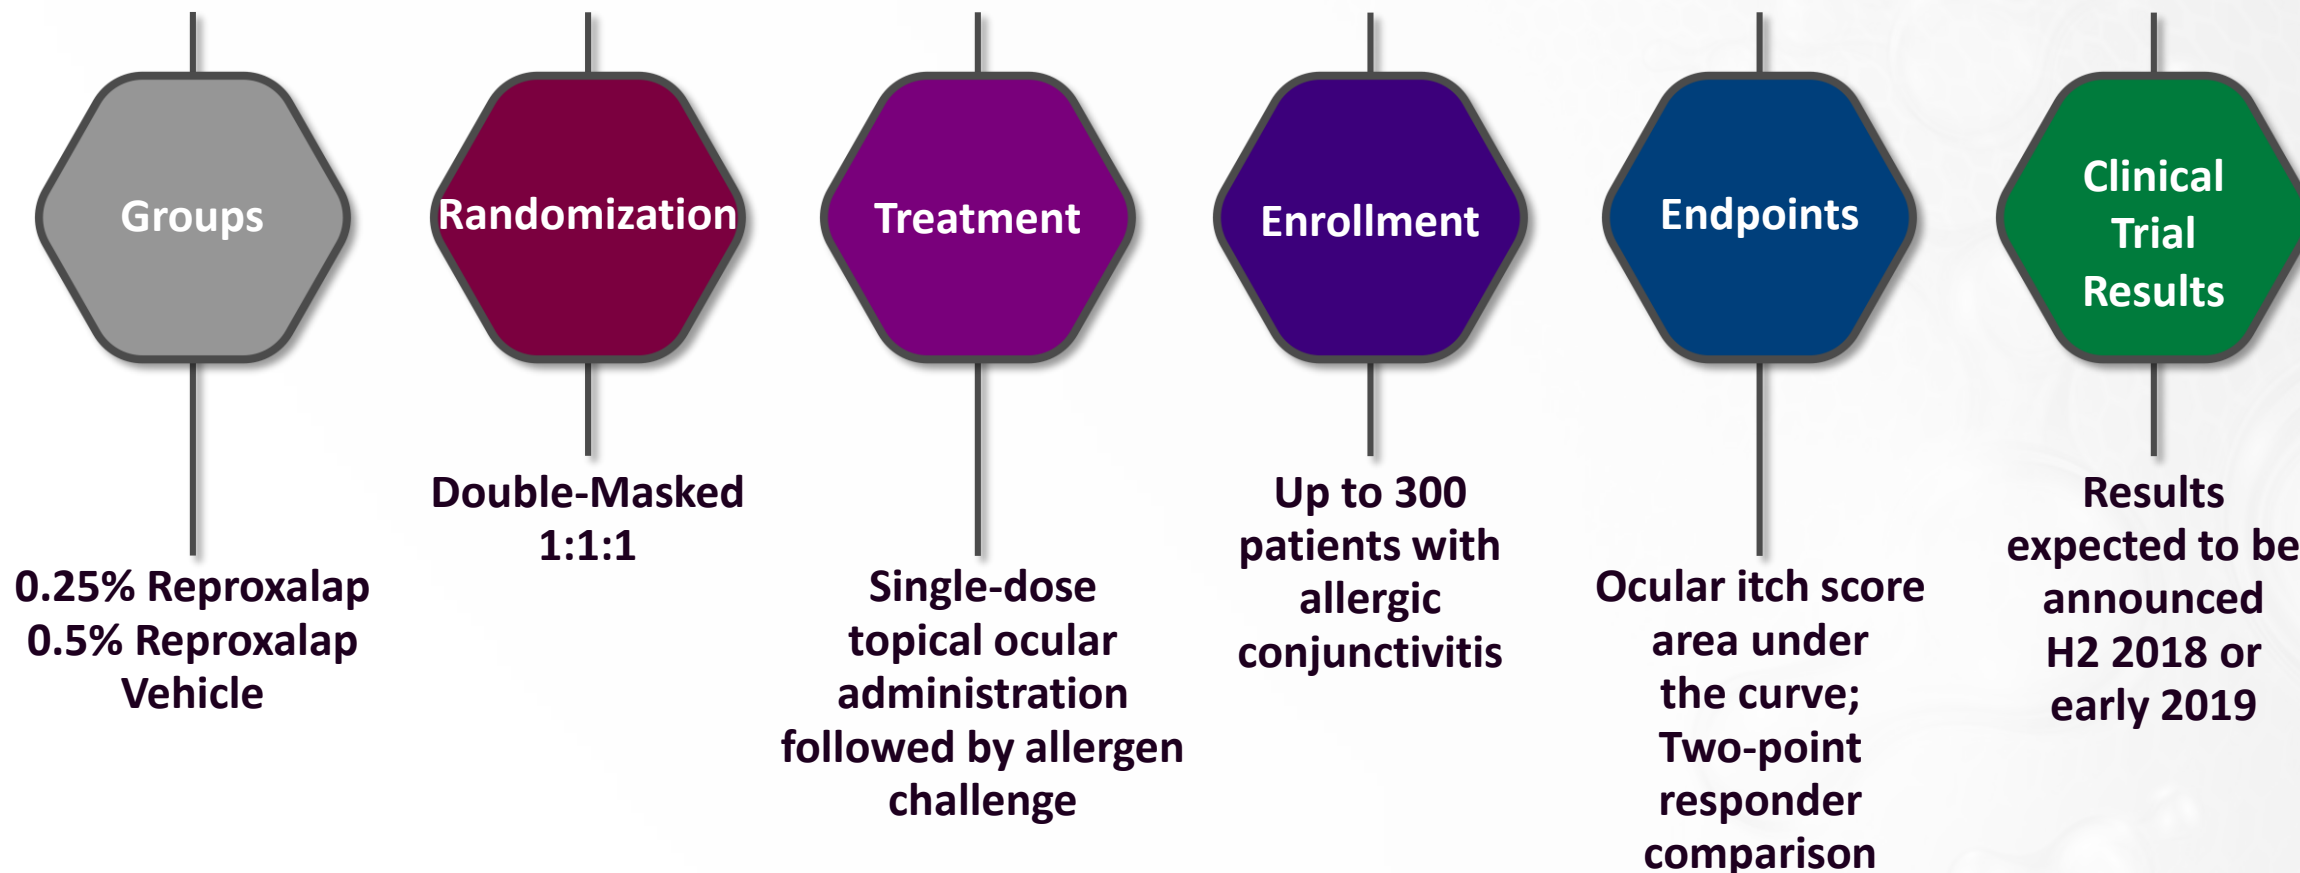 Groups
0.25% Reproxalap
0.5% Reproxalap
Vehicle
Randomization
Double-Masked
1:1:1
Treatment
Single-dose
topical ocular
administration
followed by allergen
challenge
Enrollment
Up to 300
patients with
allergic
conjunctivitis
Endpoints
Ocular itch score
area under
the curve;
Two-point
responder
comparison
Clinical
Trial
Results
Results
expected to be
announced
H2 2018 or
early 2019